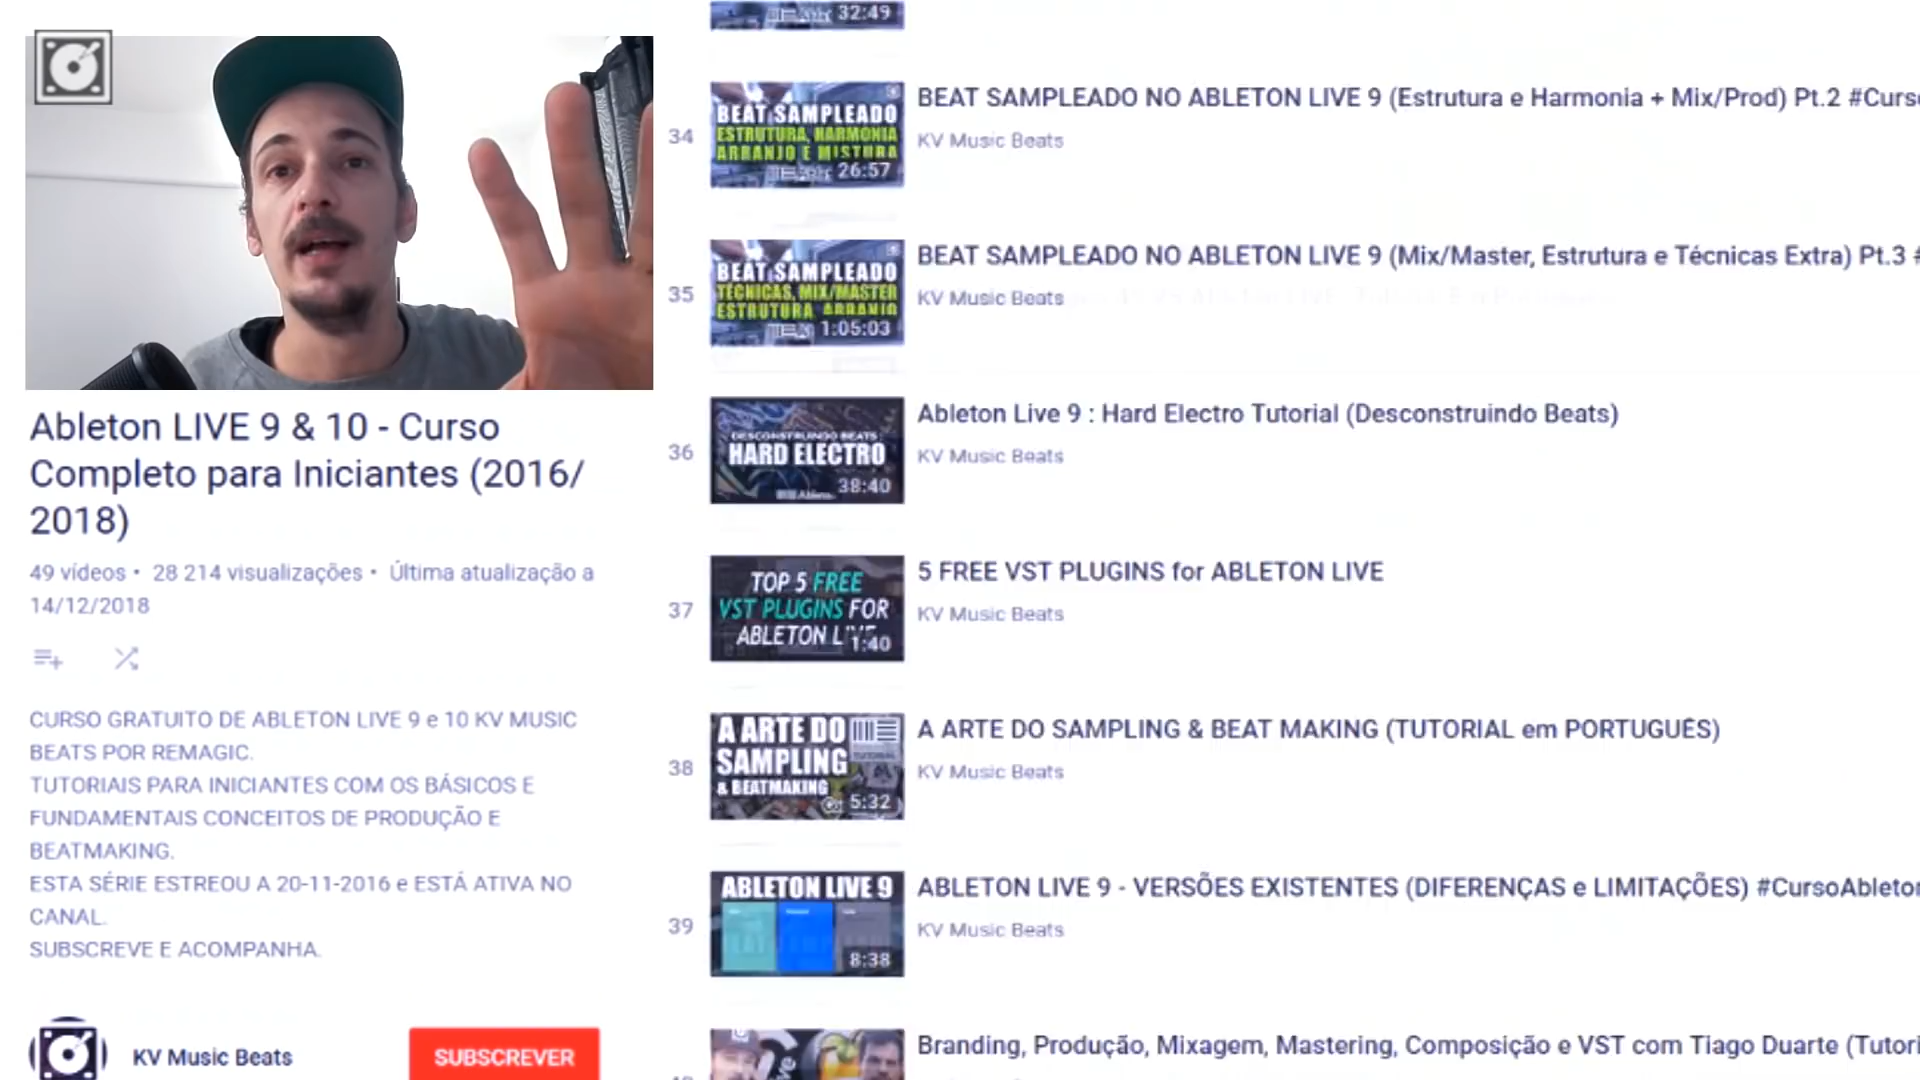 Ableton LIVE 9 & 10 - Curso
Completo para Iniciantes (2016/
2018)
49 vídeos • 28 214 visualizações • Última atualização a
14/12/2018
CURSO GRATUITO DE ABLETON LIVE 9 e 10 KV MUSIC
BEATS POR REMAGIC.
TUTORIAIS PARA INICIANTES COM OS BÁSICOS E
FUNDAMENTAIS CONCEITOS DE PRODUÇÃO E
BEATMAKING.
ESTA SÉRIE ESTREOU A 20-11-2016 e ESTÁ ATIVA NO
CANAL.
SUBSCREVE E ACOMPANHA.
KV Music Beats
SUBSCREVER
32:49
34
BEAT SAMPLEADO
ESTRUTURA, HARMONIA
ARRANJO E MISTURA
26:57
BEAT SAMPLEADO NO ABLETON LIVE 9 (Estrutura e Harmonia + Mix/Prod) Pt.2 #Curs
KV Music Beats
35
BEAT SAMPLEADO
TÉCNICAS, MIX/MASTER
ESTRUTURA, ARRANJO
1:05:03
BEAT SAMPLEADO NO ABLETON LIVE 9 (Mix/Master, Estrutura e Técnicas Extra) Pt.3 #
KV Music Beats
36
DESCONSTRUINDO BEATS
HARD ELECTRO
38:40
Ableton Live 9 : Hard Electro Tutorial (Desconstruindo Beats)
KV Music Beats
37
TOP 5 FREE
VST PLUGINS FOR
ABLETON L
1:40
5 FREE VST PLUGINS for ABLETON LIVE
KV Music Beats
38
A ARTE DO
SAMPLING
& BEATMAKING
TUTORIAL
5:32
A ARTE DO SAMPLING & BEAT MAKING (TUTORIAL em PORTUGUÊS)
KV Music Beats
39
ABLETON LIVE 9
8:38
ABLETON LIVE 9 - VERSÕES EXISTENTES (DIFERENÇAS e LIMITAÇÕES) #CursoAbleton
KV Music Beats
Branding, Produção, Mixagem, Mastering, Composição e VST com Tiago Duarte (Tutori